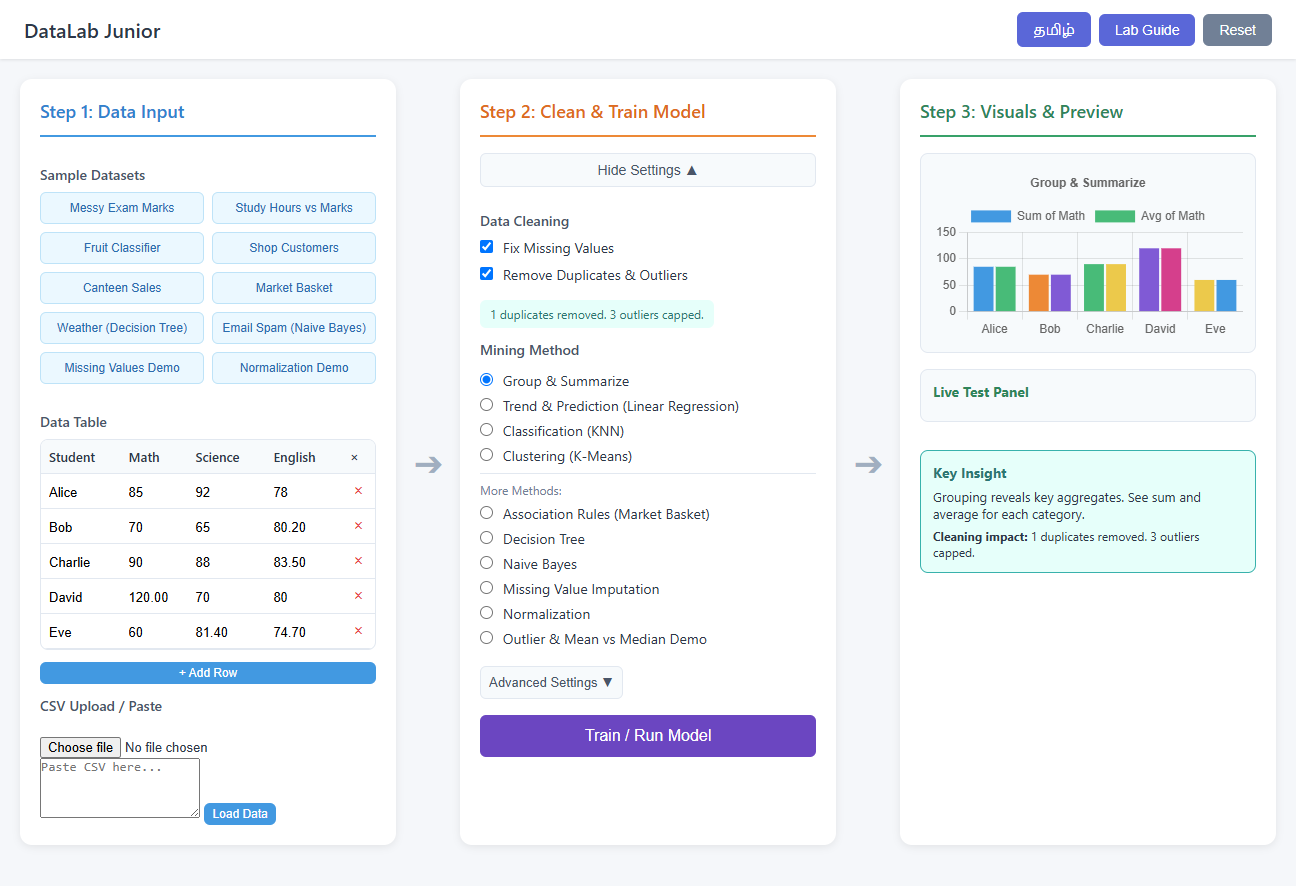 DataLab Junior
தமிழ்
Lab Guide
Reset
Step 1: Data Input
Sample Datasets
Messy Exam Marks
Study Hours vs Marks
Fruit Classifier
Shop Customers
Canteen Sales
Market Basket
Weather (Decision Tree)
Email Spam (Naive Bayes)
Missing Values Demo
Normalization Demo
Data Table
Student Math Science English ×
Alice 85 92 78 ×
Bob 70 65 80.20 ×
Charlie 90 88 83.50 ×
David 120.00 70 80 ×
Eve 60 81.40 74.70 ×
+ Add Row
CSV Upload / Paste
Choose file No file chosen
Paste CSV here...
Load Data
Step 2: Clean & Train Model
Hide Settings ▲
Data Cleaning
Fix Missing Values
Remove Duplicates & Outliers
1 duplicates removed. 3 outliers capped.
Mining Method
Group & Summarize
Trend & Prediction (Linear Regression)
Classification (KNN)
Clustering (K-Means)
More Methods:
Association Rules (Market Basket)
Decision Tree
Naive Bayes
Missing Value Imputation
Normalization
Outlier & Mean vs Median Demo
Advanced Settings ▼
Train / Run Model
Step 3: Visuals & Preview
Group & Summarize
Sum of Math Avg of Math
150
100
50
0
Alice Bob Charlie David Eve
Live Test Panel
Key Insight
Grouping reveals key aggregates. See sum and
average for each category.
Cleaning impact: 1 duplicates removed. 3 outliers
capped.